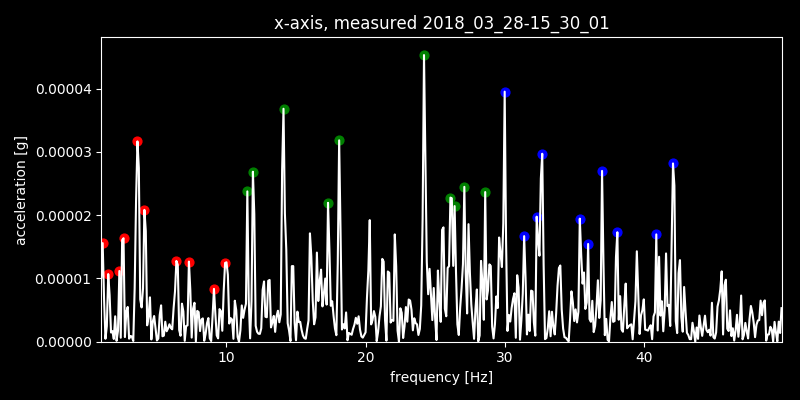 x-axis, measured 2018_03_28-15_30_01
acceleration [g]
0.00004
0.00003
0.00002
0.00001
0.00000
10 20 30 40
frequency [Hz]